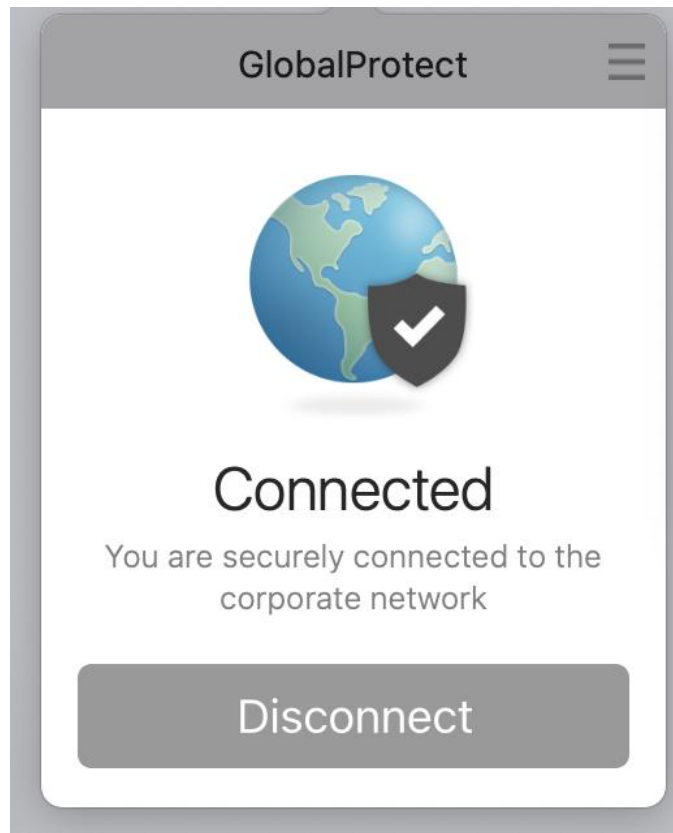 GlobalProtect
Connected
You are securely connected to the
corporate network
Disconnect